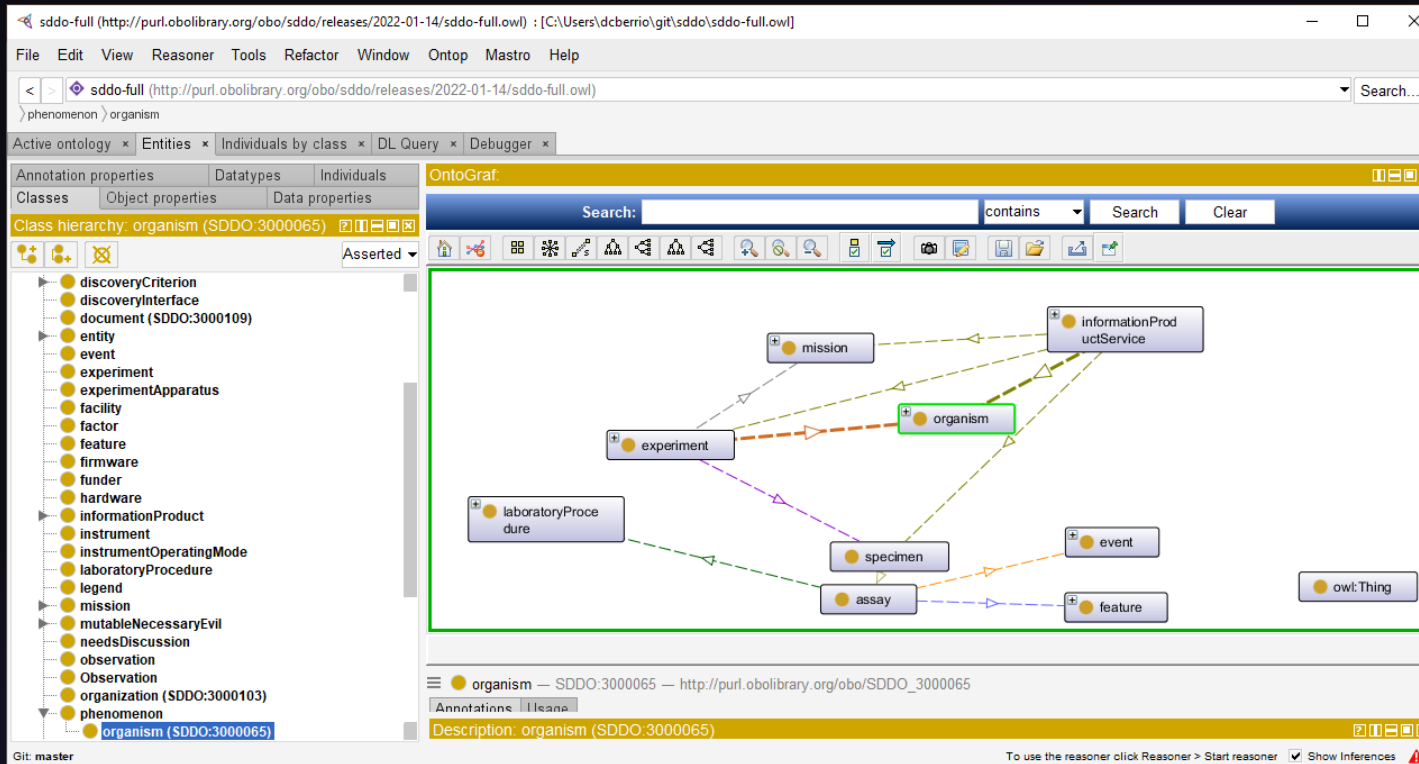 sddo-full (http://purl.obolibrary.org/obo/sddo/releases/2022-01-14/sddo-full.owl) : [C:\Users\dcberrio\git\sddo\sddo-full.owl]
File Edit View Reasoner Tools Refactor Window Ontop Mastro Help
< > sddo-full (http://purl.obolibrary.org/obo/sddo/releases/2022-01-14/sddo-full.owl) Search...
phenomenon organism
Active ontology × Entities × Individuals by class × DL Query × Debugger ×
Annotation properties Datatypes Individuals
Classes Object properties Data properties
Class hierarchy: organism (SDDO:3000065)
Asserted
discoveryCriterion
discoveryInterface
document (SDDO:3000109)
entity
event
experiment
experimentApparatus
facility
factor
feature
firmware
funder
hardware
informationProduct
instrument
instrumentOperatingMode
laboratoryProcedure
legend
mission
mutableNecessaryEvil
needsDiscussion
observation
Observation
organization (SDDO:3000103)
phenomenon
organism (SDDO:3000065)
OntoGraf:
Search: contains Search Clear
informationProd
uctService
mission
organism
experiment
laboratoryProce
dure
specimen
event
assay
feature
owl:Thing
organism — SDDO:3000065 — http://purl.obolibrary.org/obo/SDDO_3000065
Annotations Usage
Description: organism (SDDO:3000065)
Git: master
To use the reasoner click Reasoner > Start reasoner Show Inferences